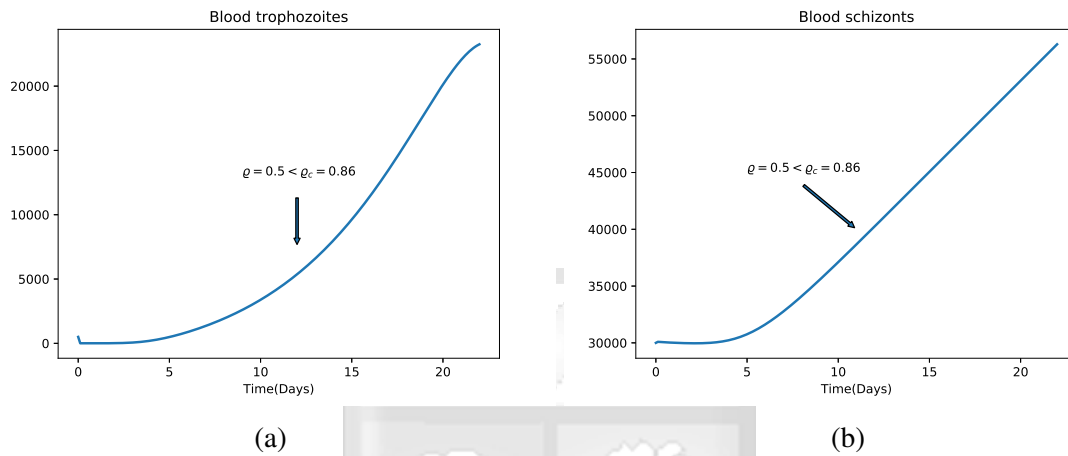 Blood trophozoites
20000
15000
10000
5000
0
ϱ = 0.5 < ϱ_c = 0.86
0 5 10 15 20
Time(Days)
(a)
Blood schizonts
55000
50000
45000
40000
35000
30000
ϱ = 0.5 < ϱ_c = 0.86
0 5 10 15 20
Time(Days)
(b)